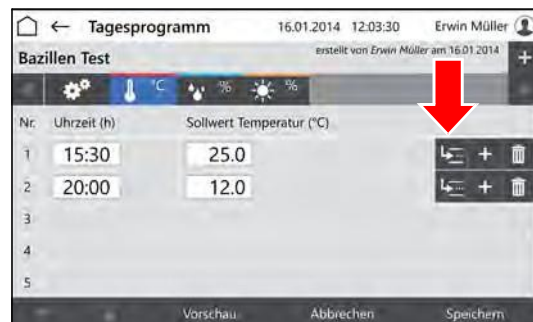 Tagesprogramm 16.01.2014 12:03:30 Erwin Müller
Bazillen Test erstellt von Erwin Müller am 16.01.2014
°C % %
Nr. Uhrzeit (h) Sollwert Temperatur (°C)
1 15:30 25.0
2 20:00 12.0
3
4
5
Vorschau Abbrechen Speichern